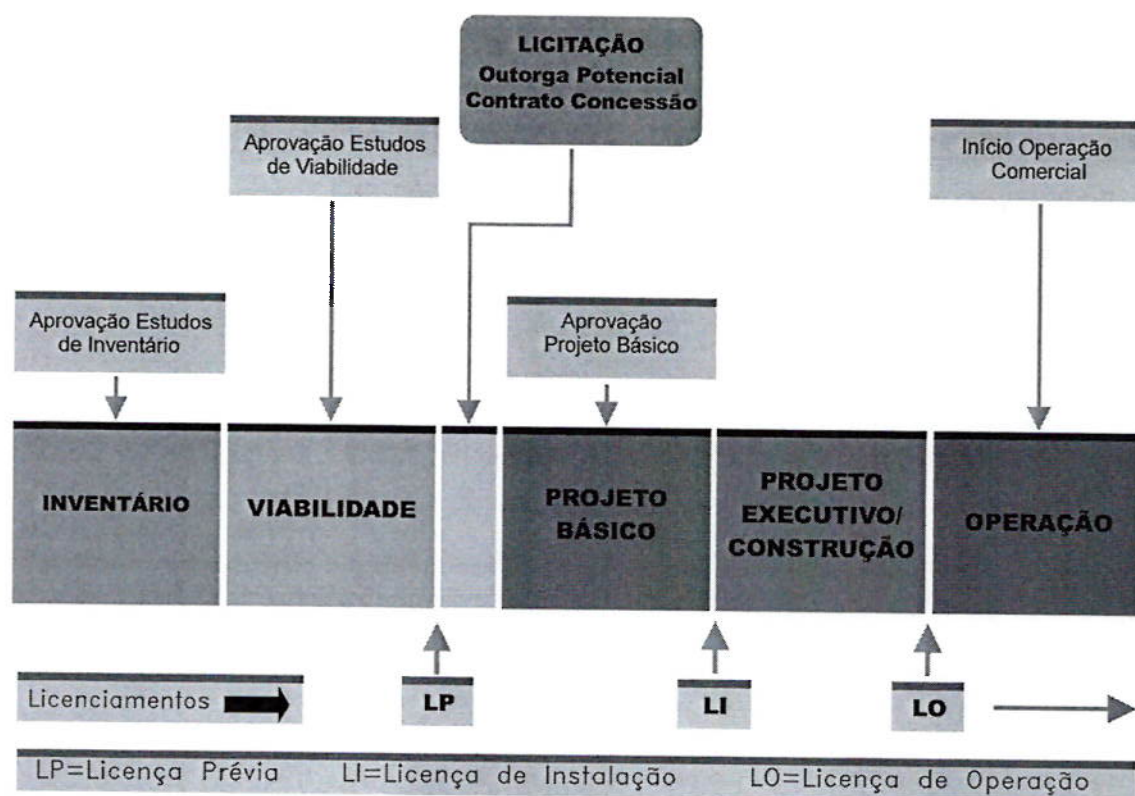 LICITAÇÃO
Outorga Potencial
Contrato Concessão
Aprovação Estudos
de Viabilidade
Início Operação
Comercial
Aprovação Estudos
de Inventário
Aprovação
Projeto Básico
INVENTÁRIO
VIABILIDADE
PROJETO
BÁSICO
PROJETO
EXECUTIVO/
CONSTRUÇÃO
OPERAÇÃO
Licenciamentos
LP
LI
LO
LP=Licença Prévia LI=Licença de Instalação LO=Licença de Operação